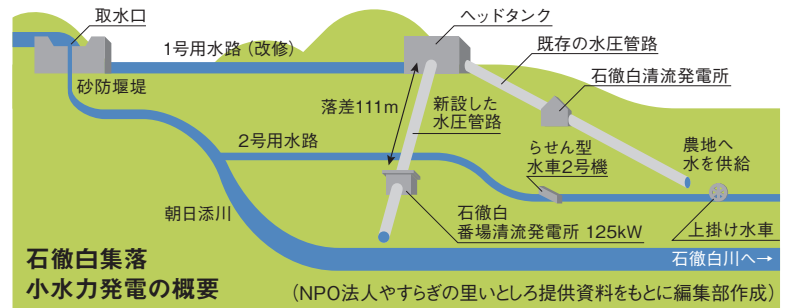 取水口
ヘッドタンク
1号用水路（改修）
既存の水圧管路
砂防堰堤
石徹白清流発電所
落差111m
新設した
水圧管路
2号用水路
らせん型
水車2号機
農地へ
水を供給
朝日添川
石徹白
番場清流発電所 125kW
上掛け水車
石徹白川へ→
石徹白集落
小水力発電の概要
（NPO法人やすらぎの里いとしろ提供資料をもとに編集部作成）